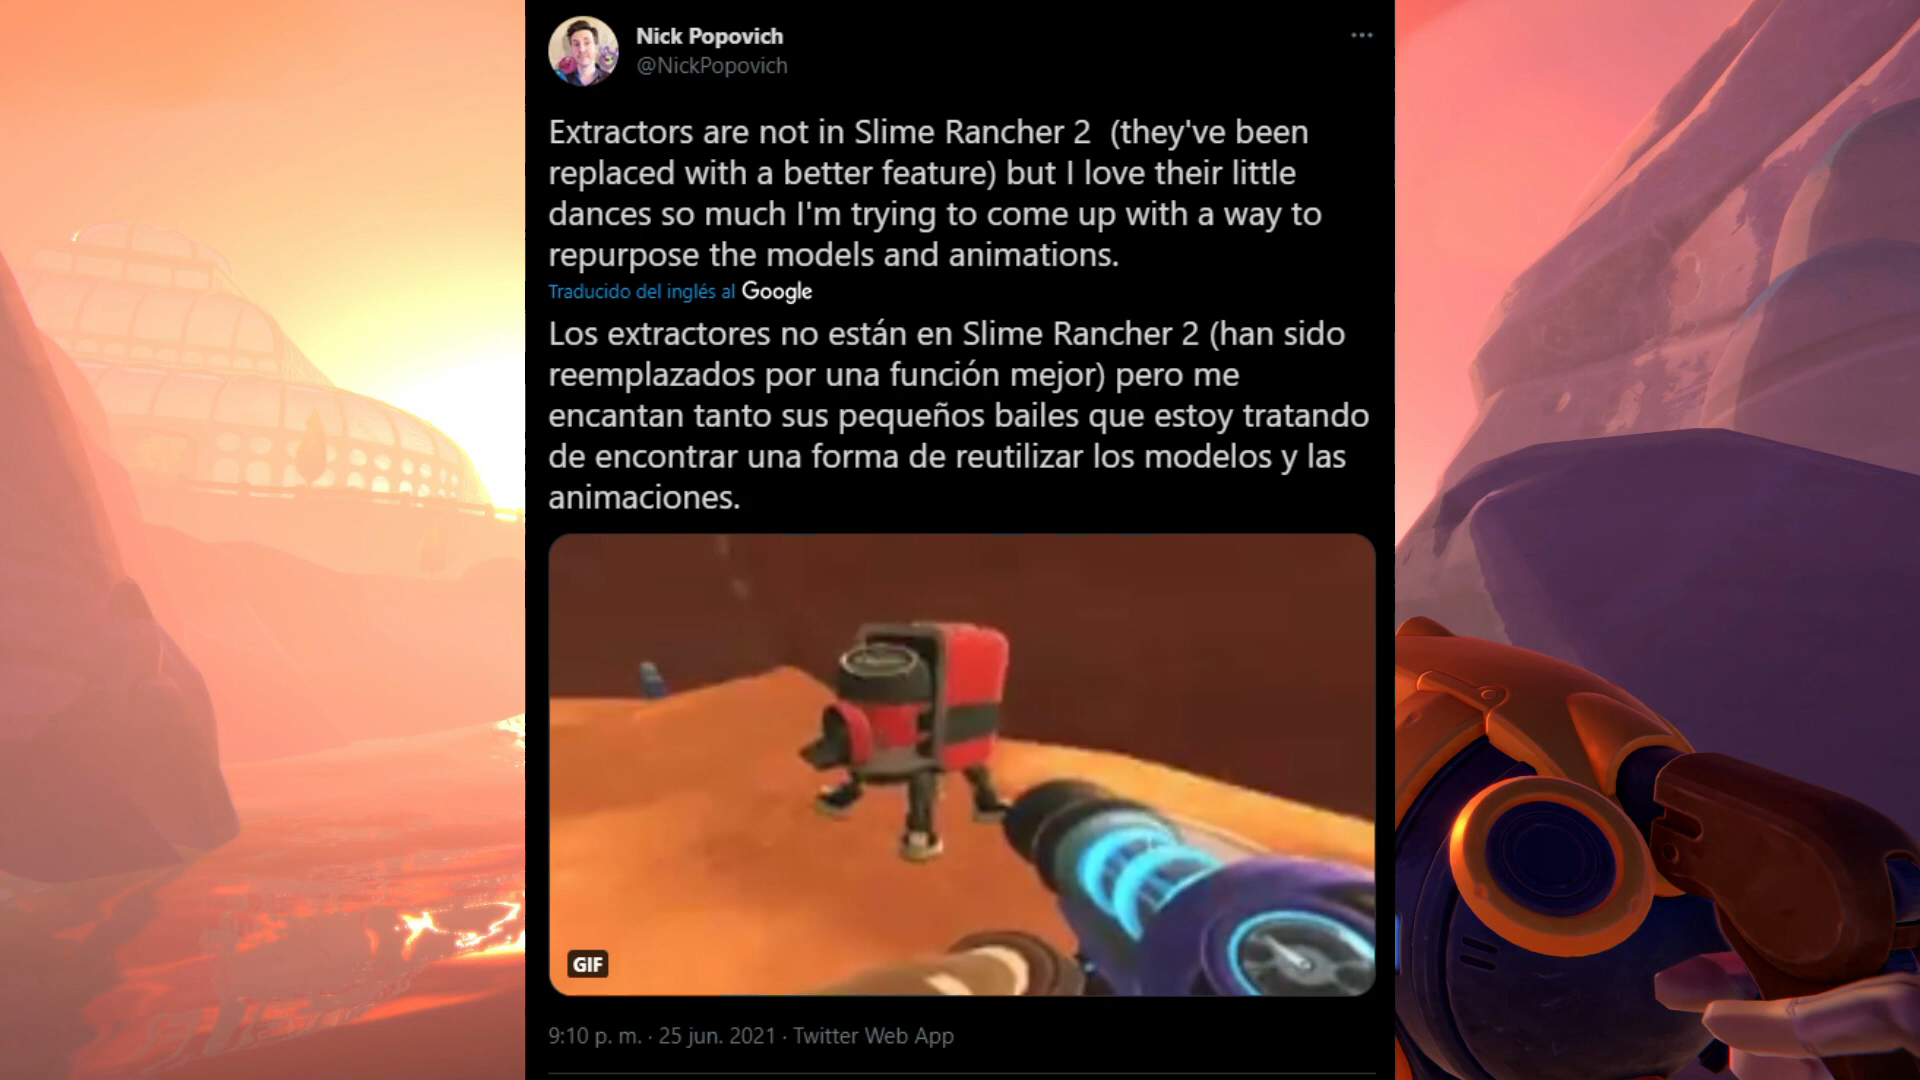 Nick Popovich
@NickPopovich
Extractors are not in Slime Rancher 2  (they've been
replaced with a better feature) but I love their little
dances so much I'm trying to come up with a way to
repurpose the models and animations.
Traducido del inglés al Google
Los extractores no están en Slime Rancher 2 (han sido
reemplazados por una función mejor) pero me
encantan tanto sus pequeños bailes que estoy tratando
de encontrar una forma de reutilizar los modelos y las
animaciones.
GIF
9:10 p. m. · 25 jun. 2021 · Twitter Web App